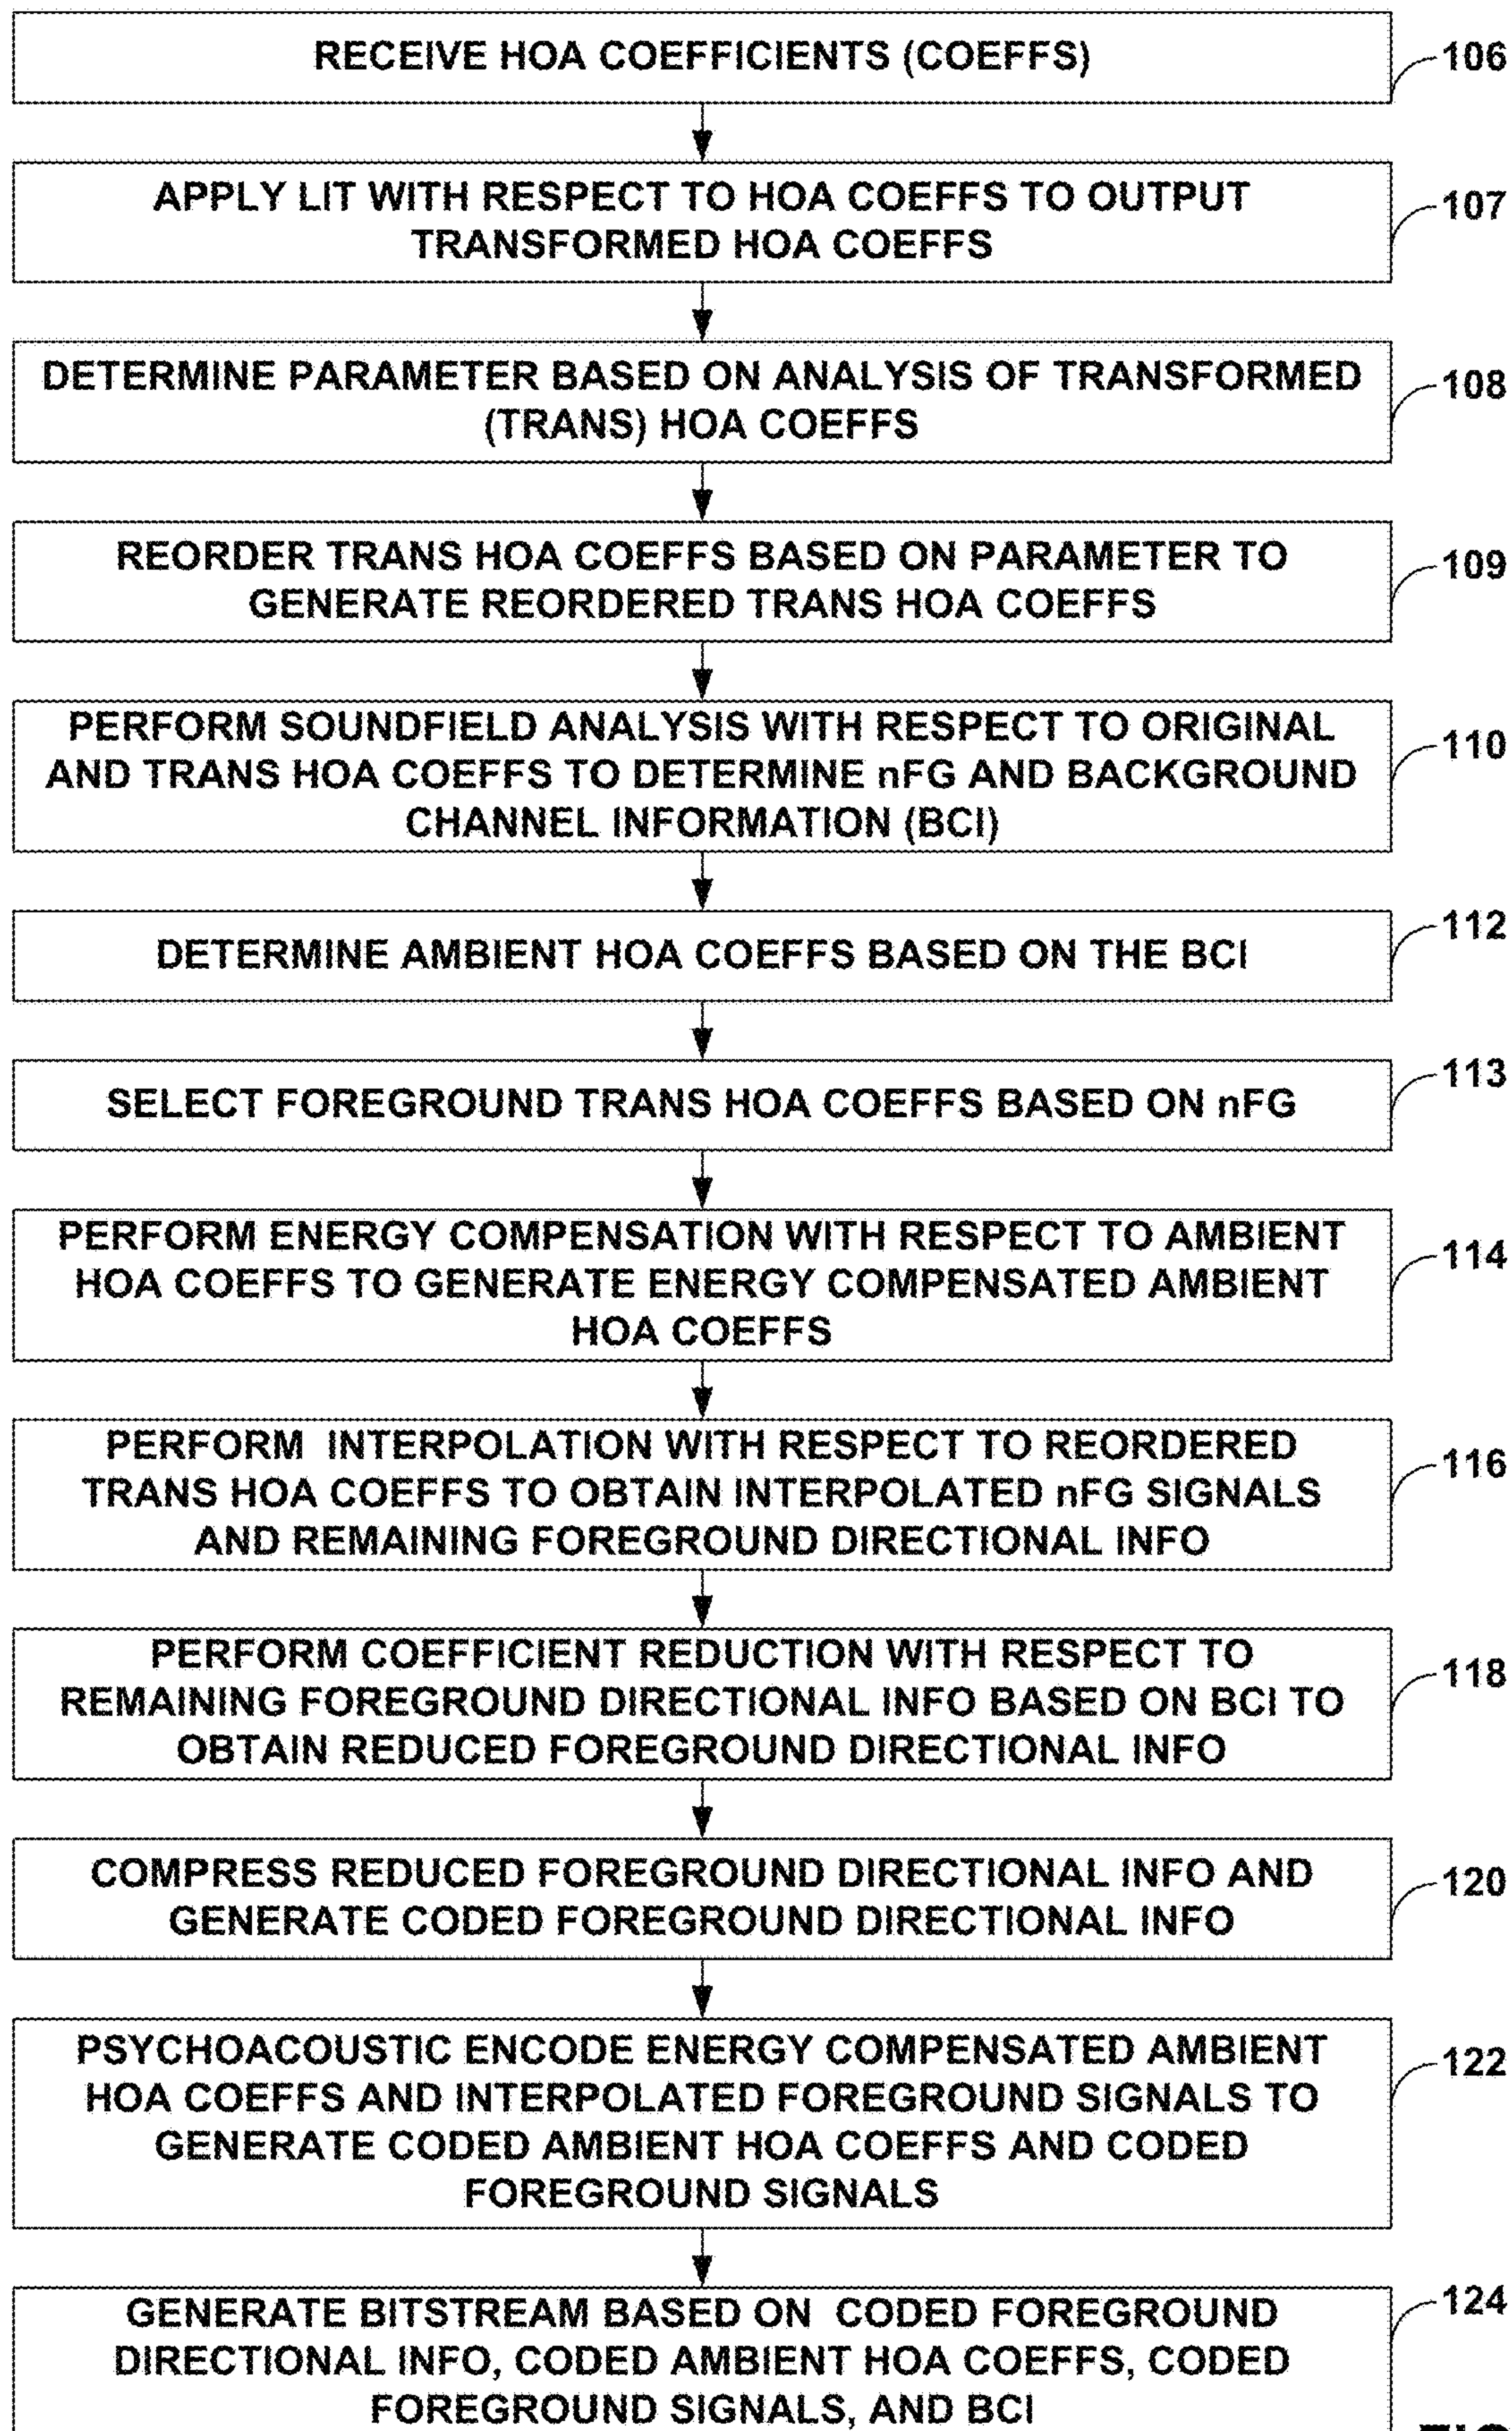 RECEIVE HOA COEFFICIENTS (COEFFS)
106
APPLY LIT WITH RESPECT TO HOA COEFFS TO OUTPUT
TRANSFORMED HOA COEFFS
107
DETERMINE PARAMETER BASED ON ANALYSIS OF TRANSFORMED
(TRANS) HOA COEFFS
108
REORDER TRANS HOA COEFFS BASED ON PARAMETER TO
GENERATE REORDERED TRANS HOA COEFFS
109
PERFORM SOUNDFIELD ANALYSIS WITH RESPECT TO ORIGINAL
AND TRANS HOA COEFFS TO DETERMINE nFG AND BACKGROUND
CHANNEL INFORMATION (BCI)
110
DETERMINE AMBIENT HOA COEFFS BASED ON THE BCI
112
SELECT FOREGROUND TRANS HOA COEFFS BASED ON nFG
113
PERFORM ENERGY COMPENSATION WITH RESPECT TO AMBIENT
HOA COEFFS TO GENERATE ENERGY COMPENSATED AMBIENT
HOA COEFFS
114
PERFORM INTERPOLATION WITH RESPECT TO REORDERED
TRANS HOA COEFFS TO OBTAIN INTERPOLATED nFG SIGNALS
AND REMAINING FOREGROUND DIRECTIONAL INFO
116
PERFORM COEFFICIENT REDUCTION WITH RESPECT TO
REMAINING FOREGROUND DIRECTIONAL INFO BASED ON BCI TO
OBTAIN REDUCED FOREGROUND DIRECTIONAL INFO
118
COMPRESS REDUCED FOREGROUND DIRECTIONAL INFO AND
GENERATE CODED FOREGROUND DIRECTIONAL INFO
120
PSYCHOACOUSTIC ENCODE ENERGY COMPENSATED AMBIENT
HOA COEFFS AND INTERPOLATED FOREGROUND SIGNALS TO
GENERATE CODED AMBIENT HOA COEFFS AND CODED
FOREGROUND SIGNALS
122
GENERATE BITSTREAM BASED ON CODED FOREGROUND
DIRECTIONAL INFO, CODED AMBIENT HOA COEFFS, CODED
FOREGROUND SIGNALS, AND BCI
124